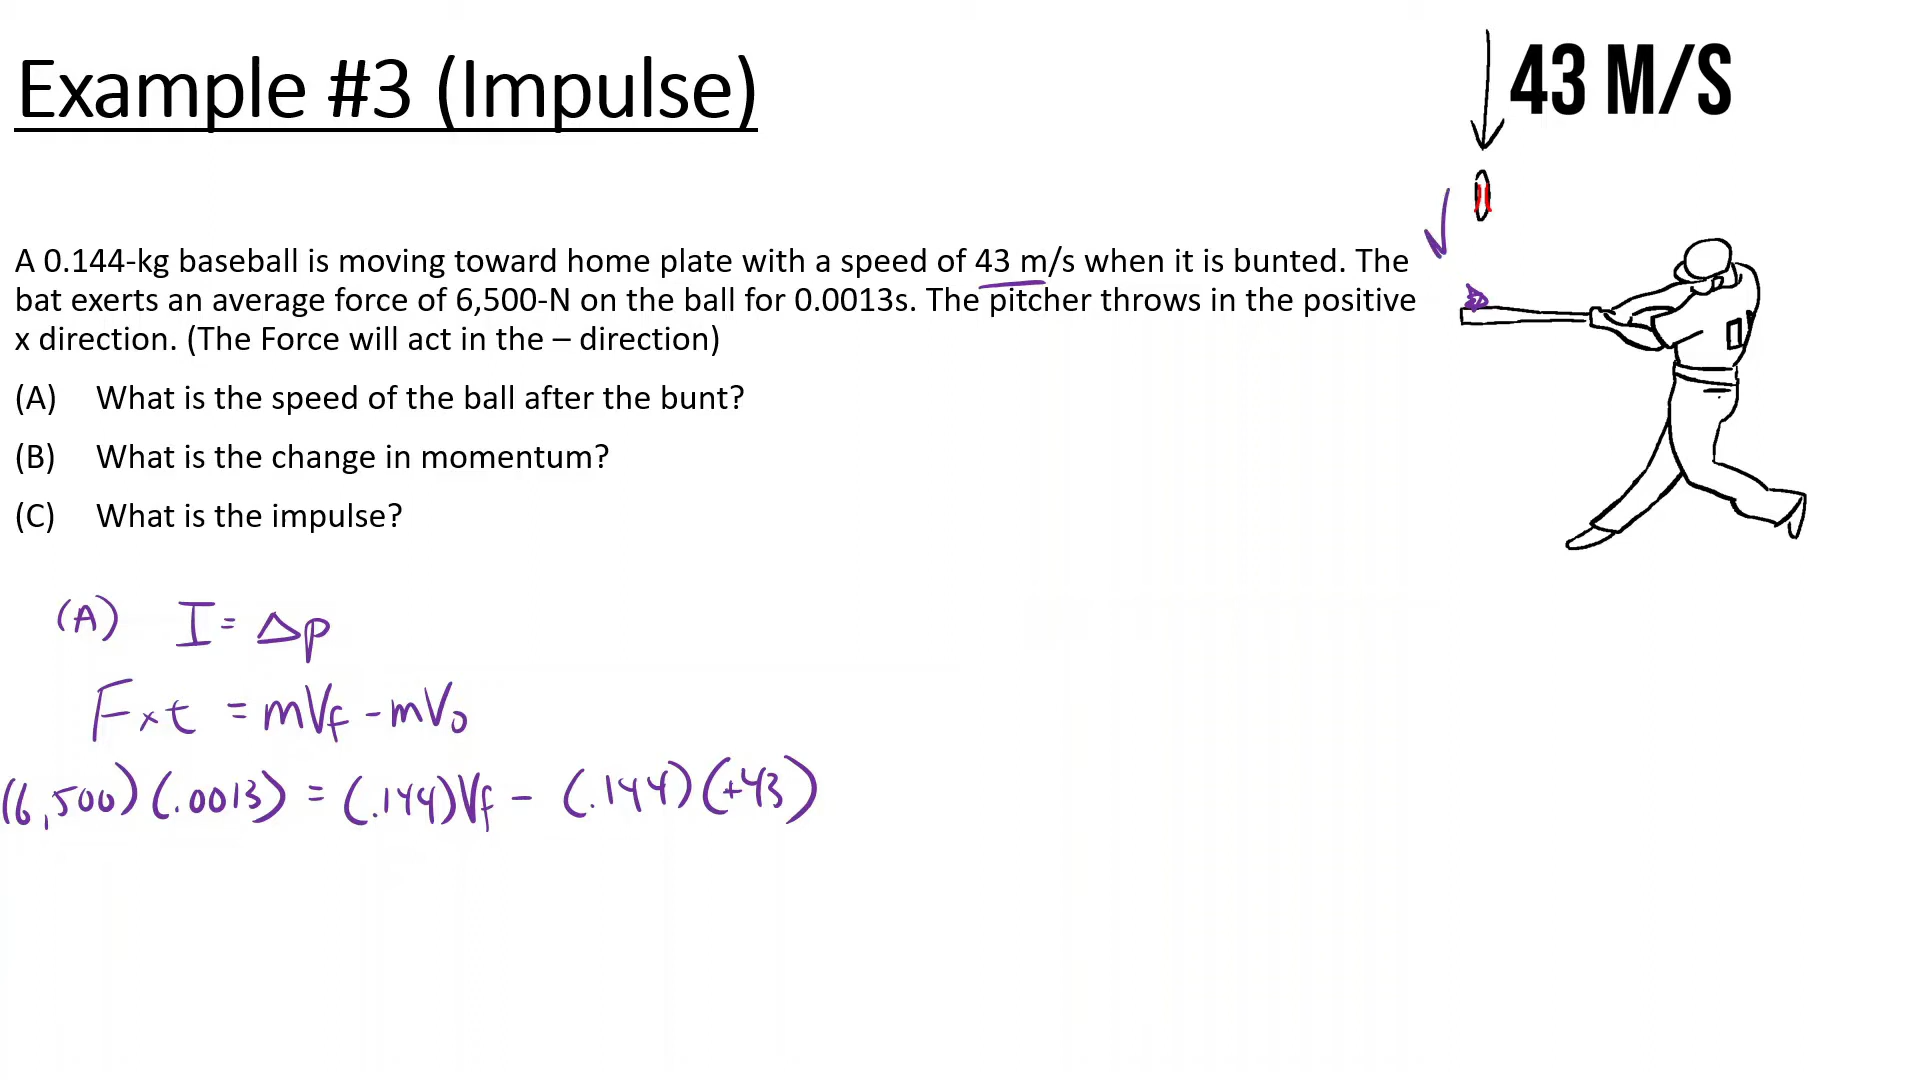 Example #3 (Impulse)
43 M/S
A 0.144-kg baseball is moving toward home plate with a speed of 43 m/s when it is bunted. The
bat exerts an average force of 6,500-N on the ball for 0.0013s. The pitcher throws in the positive
x direction. (The Force will act in the – direction)
(A) What is the speed of the ball after the bunt?
(B) What is the change in momentum?
(C) What is the impulse?
(A) I = Δp
F x t = mVf - mVo
(6,500)(.0013) = (.144)Vf - (.144)(+43)